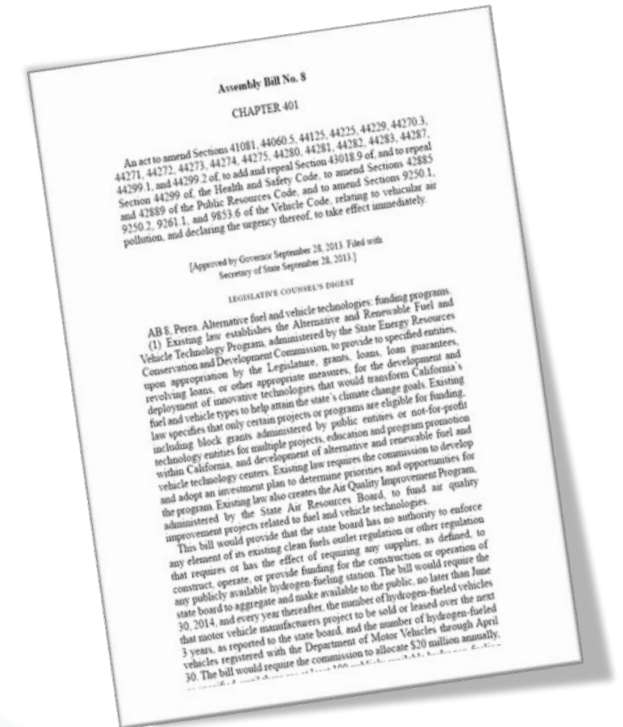 Assembly Bill No. 8
CHAPTER 401
An act to amend Sections 41081, 44060.5, 44125, 44225, 44229, 44270.3,
44271, 44272, 44273, 44274, 44275, 44280, 44281, 44282, 44283, 44287,
44299.1, and 44299.2 of, to add and repeal Section 43018.9 of, and to repeal
Section 44299 of, the Health and Safety Code, to amend Sections 42885
and 42889 of the Public Resources Code, and to amend Sections 9250.1,
9250.2, 9261.1, and 9853.6 of the Vehicle Code, relating to vehicular air
pollution, and declaring the urgency thereof, to take effect immediately.
[Approved by Governor September 28, 2013. Filed with
Secretary of State September 28, 2013.]
LEGISLATIVE COUNSEL'S DIGEST
AB 8, Perea. Alternative fuel and vehicle technologies: funding programs.
(1) Existing law establishes the Alternative and Renewable Fuel and
Vehicle Technology Program, administered by the State Energy Resources
Conservation and Development Commission, to provide to specified entities,
upon appropriation by the Legislature, grants, loans, loan guarantees,
revolving loans, or other appropriate measures, for the development and
deployment of innovative technologies that would transform California's
fuel and vehicle types to help attain the state's climate change goals. Existing
law specifies that only certain projects or programs are eligible for funding,
including block grants administered by public entities or not-for-profit
technology entities for multiple projects, education and program promotion
within California, and development of alternative and renewable fuel and
vehicle technology centers. Existing law requires the commission to develop
and adopt an investment plan to determine priorities and opportunities for
the program. Existing law also creates the Air Quality Improvement Program,
administered by the State Air Resources Board, to fund air quality
improvement projects related to fuel and vehicle technologies.
This bill would provide that the state board has no authority to enforce
any element of its existing clean fuels outlet regulation or other regulation
that requires or has the effect of requiring any supplier, as defined, to
construct, operate, or provide funding for the construction or operation of
any publicly available hydrogen-fueling station. The bill would require the
state board to aggregate and make available to the public, no later than June
30, 2014, and every year thereafter, the number of hydrogen-fueled vehicles
that motor vehicle manufacturers project to be sold or leased over the next
3 years, as reported to the state board, and the number of hydrogen-fueled
vehicles registered with the Department of Motor Vehicles through April
30. The bill would require the commission to allocate $20 million annually,